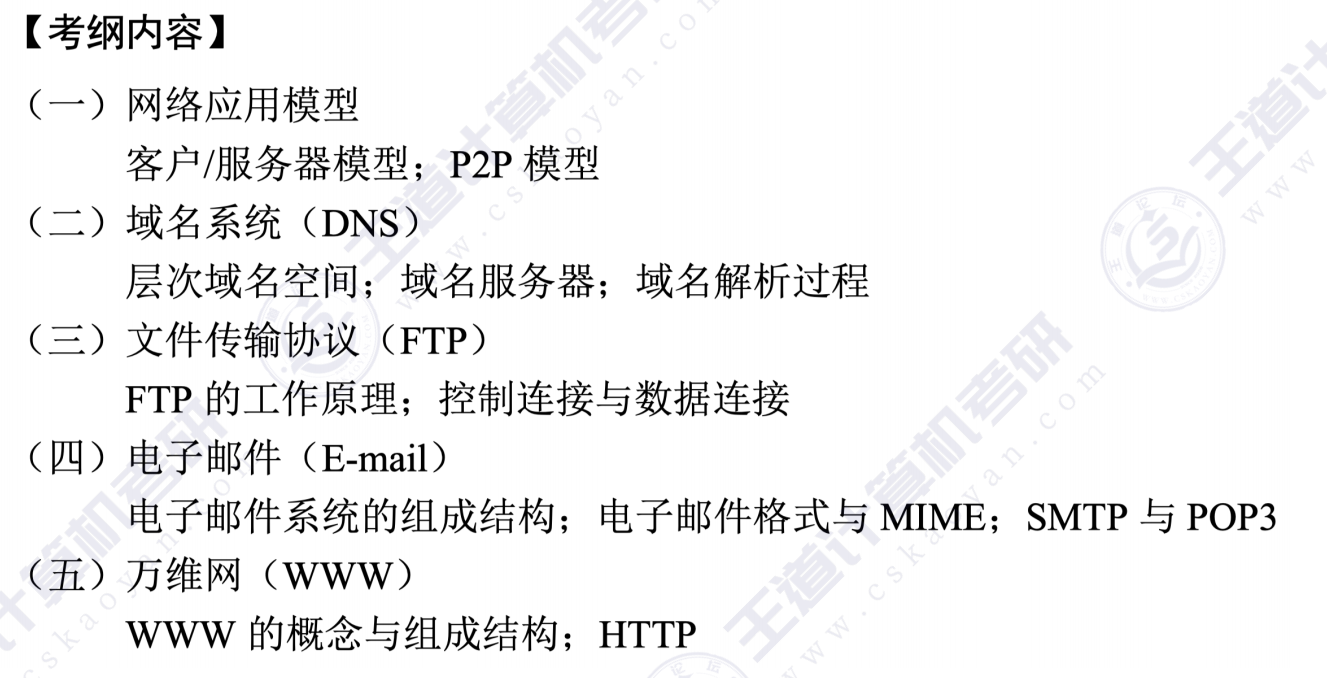 【考纲内容】
（一）网络应用模型
客户/服务器模型；P2P 模型
（二）域名系统（DNS）
层次域名空间；域名服务器；域名解析过程
（三）文件传输协议（FTP）
FTP 的工作原理；控制连接与数据连接
（四）电子邮件（E-mail）
电子邮件系统的组成结构；电子邮件格式与 MIME；SMTP 与 POP3
（五）万维网（WWW）
WWW 的概念与组成结构；HTTP
王道计算机考研
www.cskaoyan.com